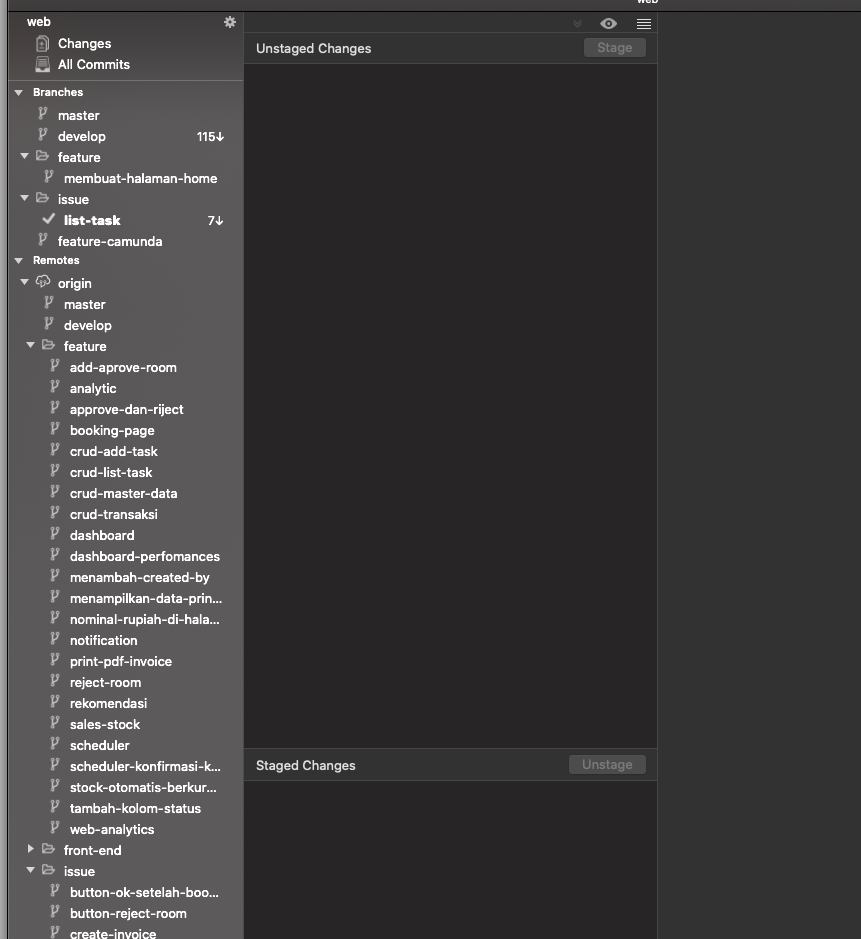 web
web
Changes
All Commits
Branches
master
develop 115↓
feature
membuat-halaman-home
issue
list-task 7↓
feature-camunda
Remotes
origin
master
develop
feature
add-aprove-room
analytic
approve-dan-riject
booking-page
crud-add-task
crud-list-task
crud-master-data
crud-transaksi
dashboard
dashboard-perfomances
menambah-created-by
menampilkan-data-prin...
nominal-rupiah-di-hala...
notification
print-pdf-invoice
reject-room
rekomendasi
sales-stock
scheduler
scheduler-konfirmasi-k...
stock-otomatis-berkur...
tambah-kolom-status
web-analytics
front-end
issue
button-ok-setelah-boo...
button-reject-room
create-invoice
Unstaged Changes
Stage
Staged Changes
Unstage